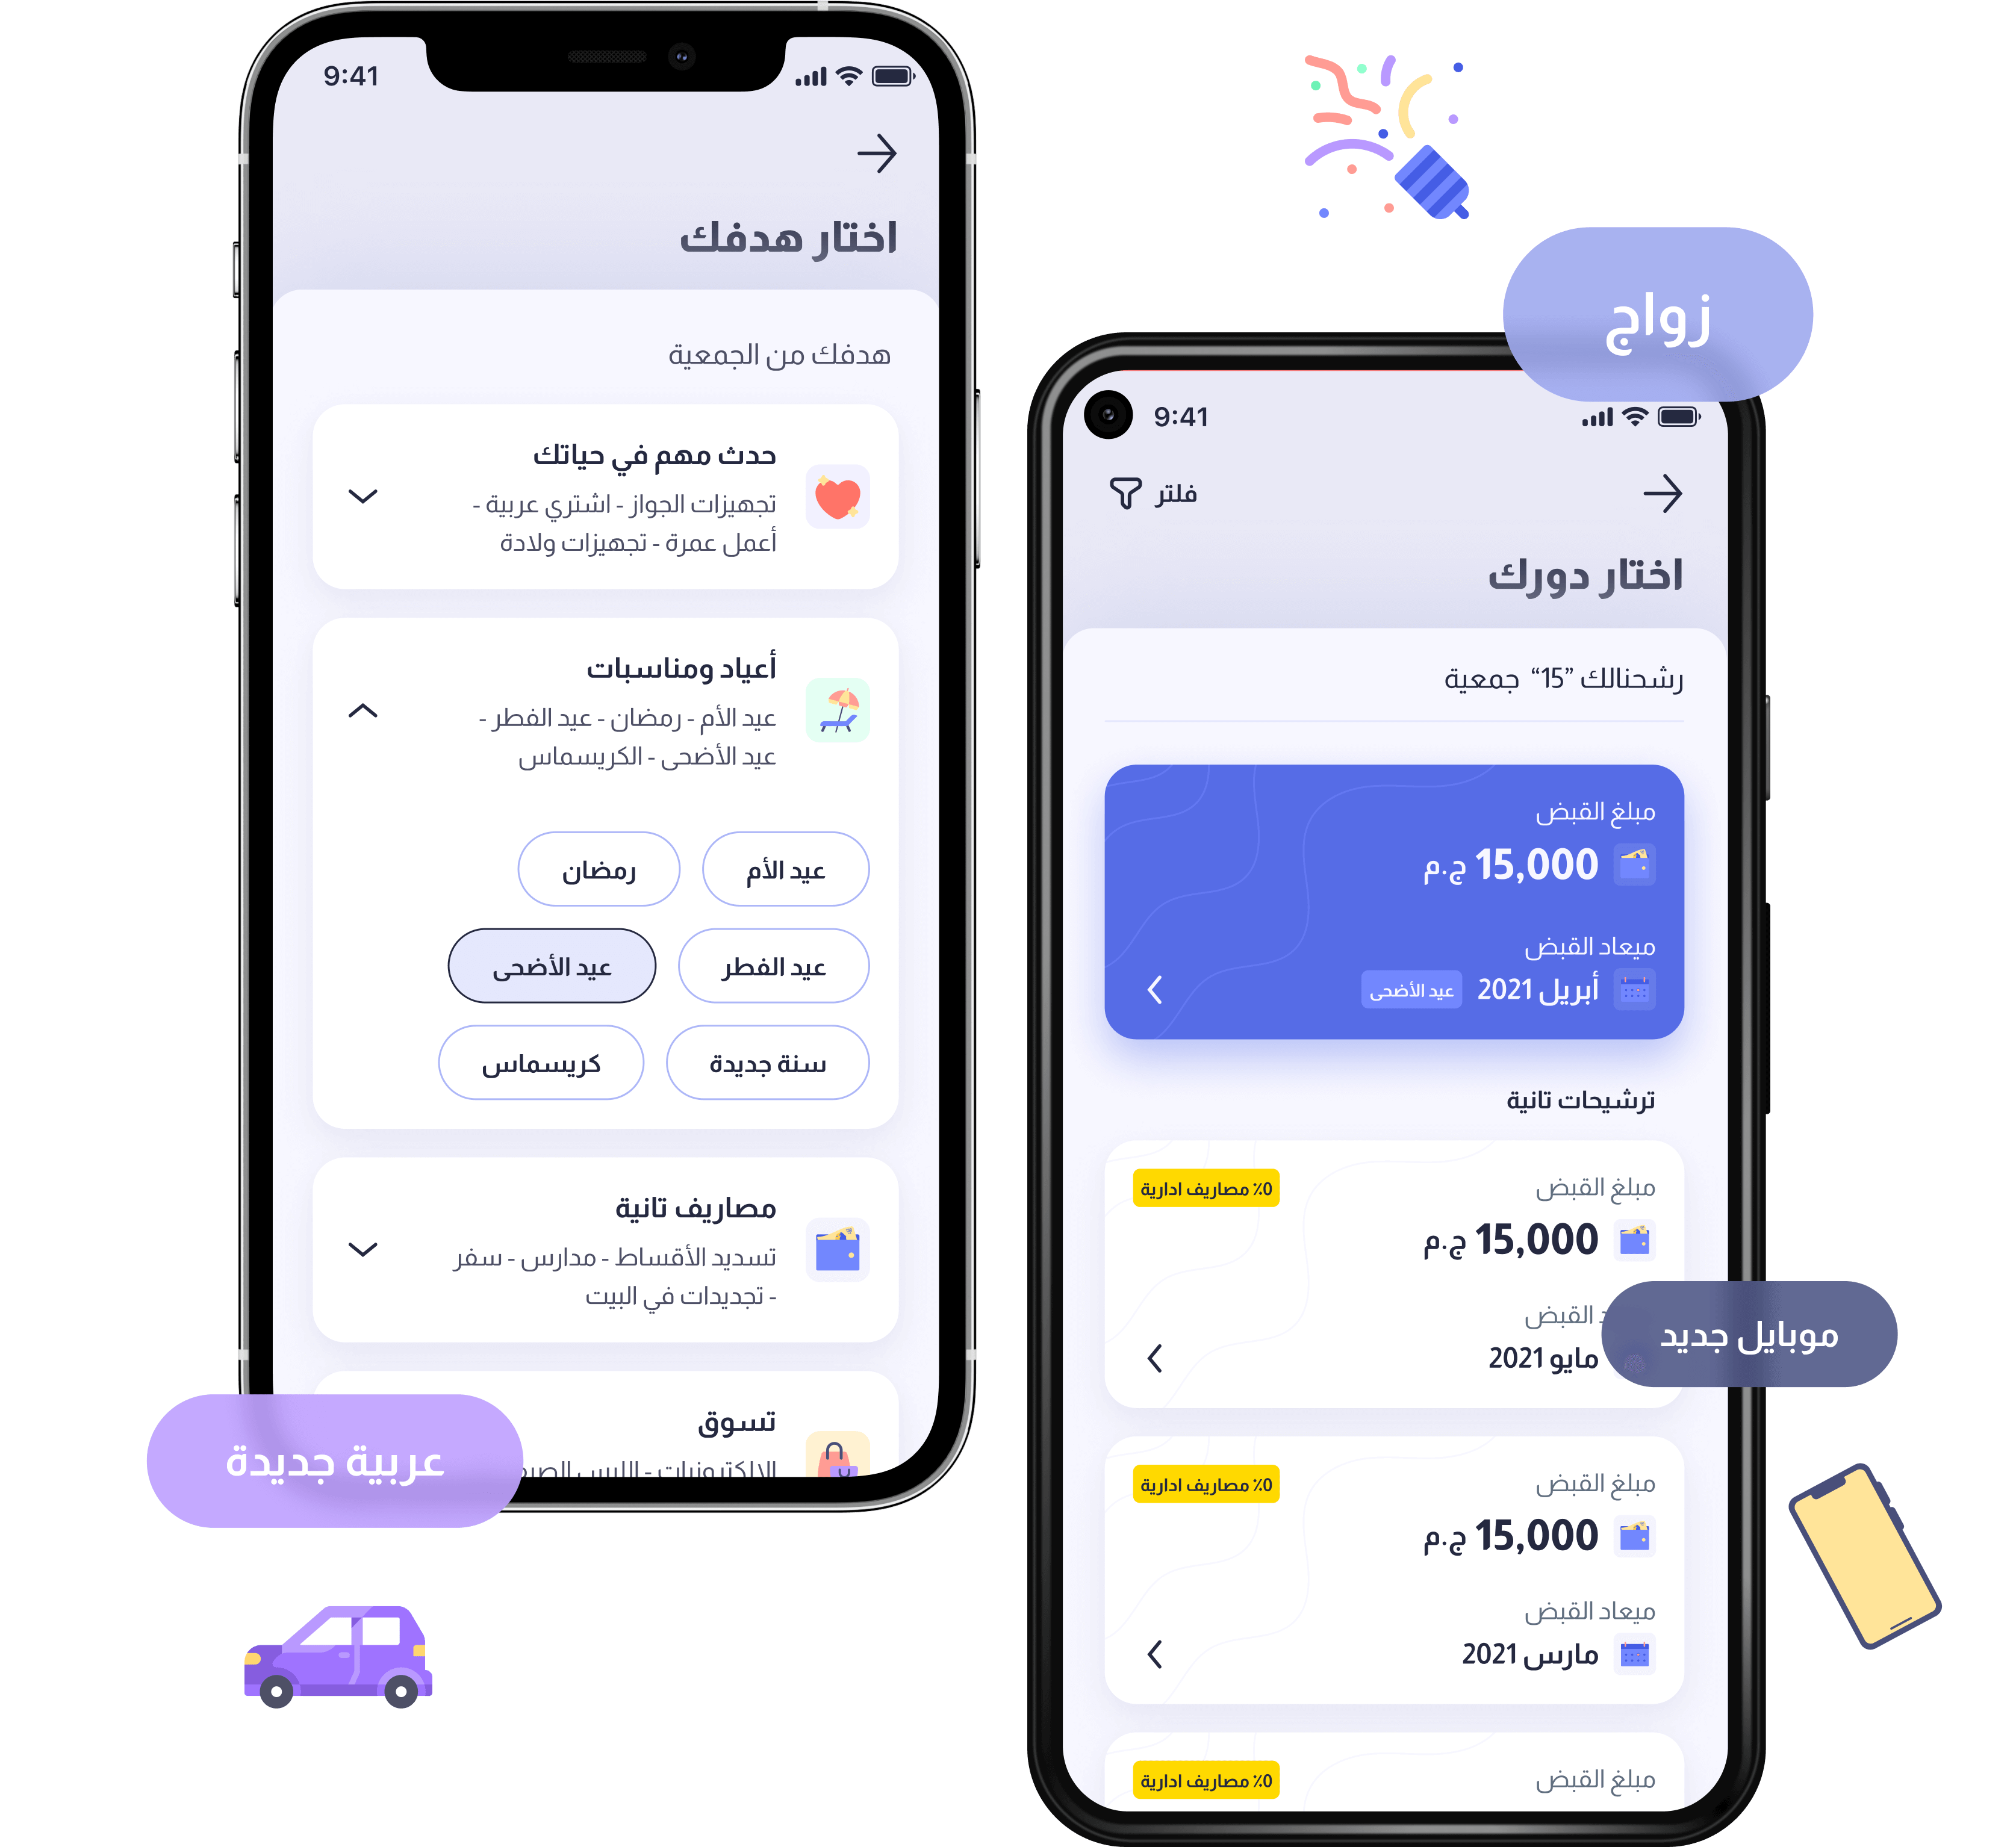 9:41
اختار هدفك
هدفك من الجمعية
حدث مهم في حياتك
تجهيزات الجواز - اشتري عربية -
أعمل عمرة - تجهيزات ولادة
أعياد ومناسبات
عيد الأم - رمضان - عيد الفطر -
عيد الأضحى - الكريسماس
عيد الأم
رمضان
عيد الفطر
عيد الأضحى
سنة جديدة
كريسماس
مصاريف تانية
تسديد الأقساط - مدارس - سفر
- تجديدات في البيت
تسوق
عربية جديدة
زواج
9:41
فلتر
اختار دورك
رشحنالك ”15“ جمعية
مبلغ القبض
15,000 ج.م
ميعاد القبض
أبريل 2021
عيد الأضحى
ترشيحات تانية
مبلغ القبض
0٪ مصاريف ادارية
15,000 ج.م
القبض
مايو 2021
موبايل جديد
مبلغ القبض
0٪ مصاريف ادارية
15,000 ج.م
ميعاد القبض
مارس 2021
مبلغ القبض
0٪ مصاريف ادارية